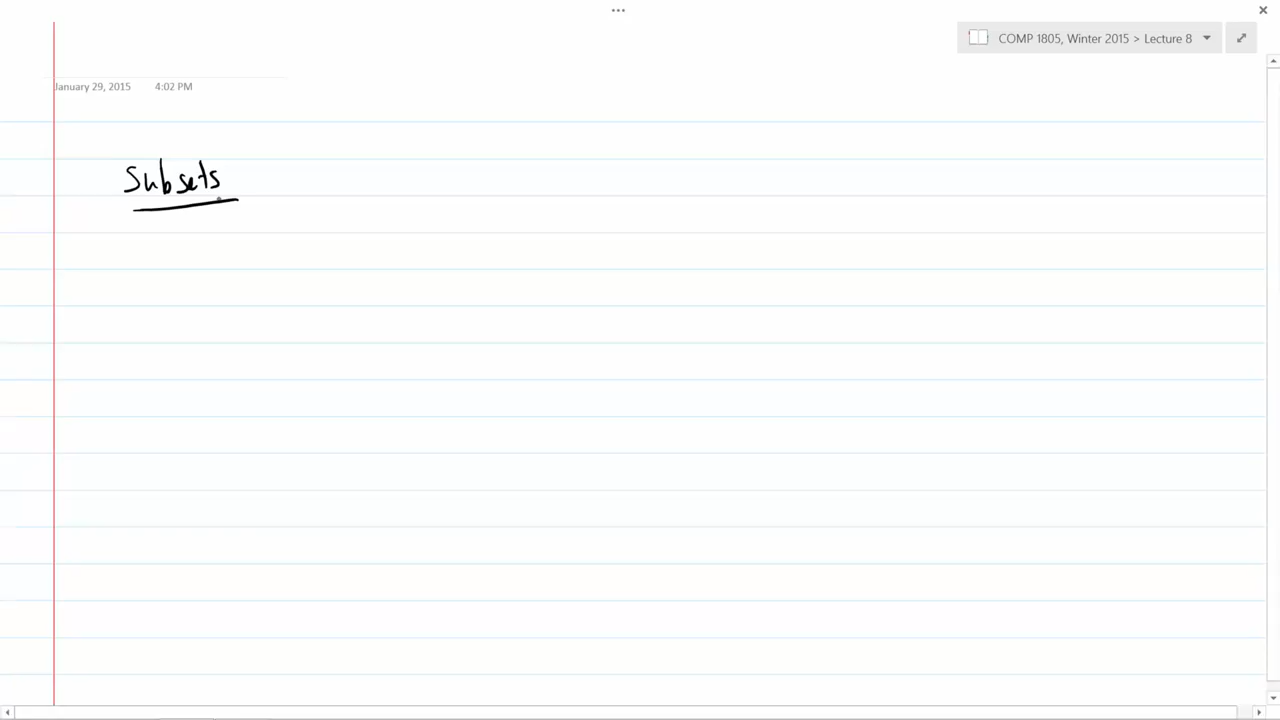 COMP 1805, Winter 2015 > Lecture 8
January 29, 2015 4:02 PM
Subsets